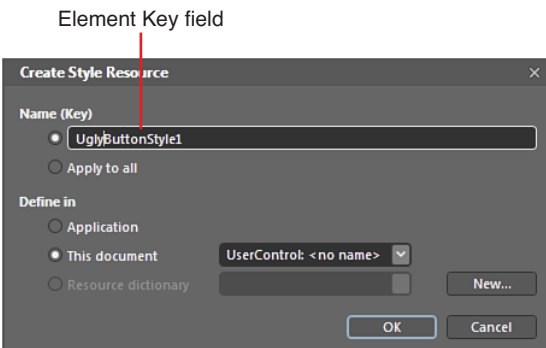 Element Key field
Create Style Resource
Name (Key)
UglyButtonStyle1
Apply to all
Define in
Application
This document UserControl: <no name>
Resource dictionary New...
OK Cancel